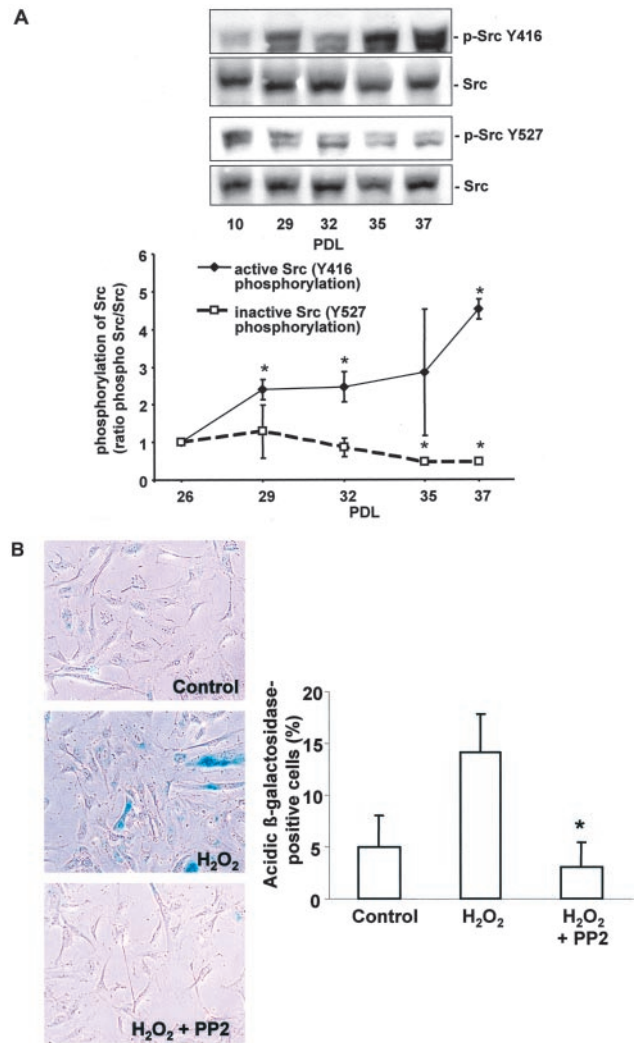 A
- p-Src Y416
- Src
- p-Src Y527
- Src
10 29 32 35 37
PDL
phosphorylation of Src
(ratio phospho Src/Src)
6
5
4
3
2
1
0
active Src (Y416
phosphorylation)
inactive Src (Y527
phosphorylation)
* * * * *
26 29 32 35 37
PDL
B
Control
H₂O₂
H₂O₂ + PP2
Acidic ß-galactosidase-
positive cells (%)
20
15
10
5
0
*
Control H₂O₂ H₂O₂
+ PP2